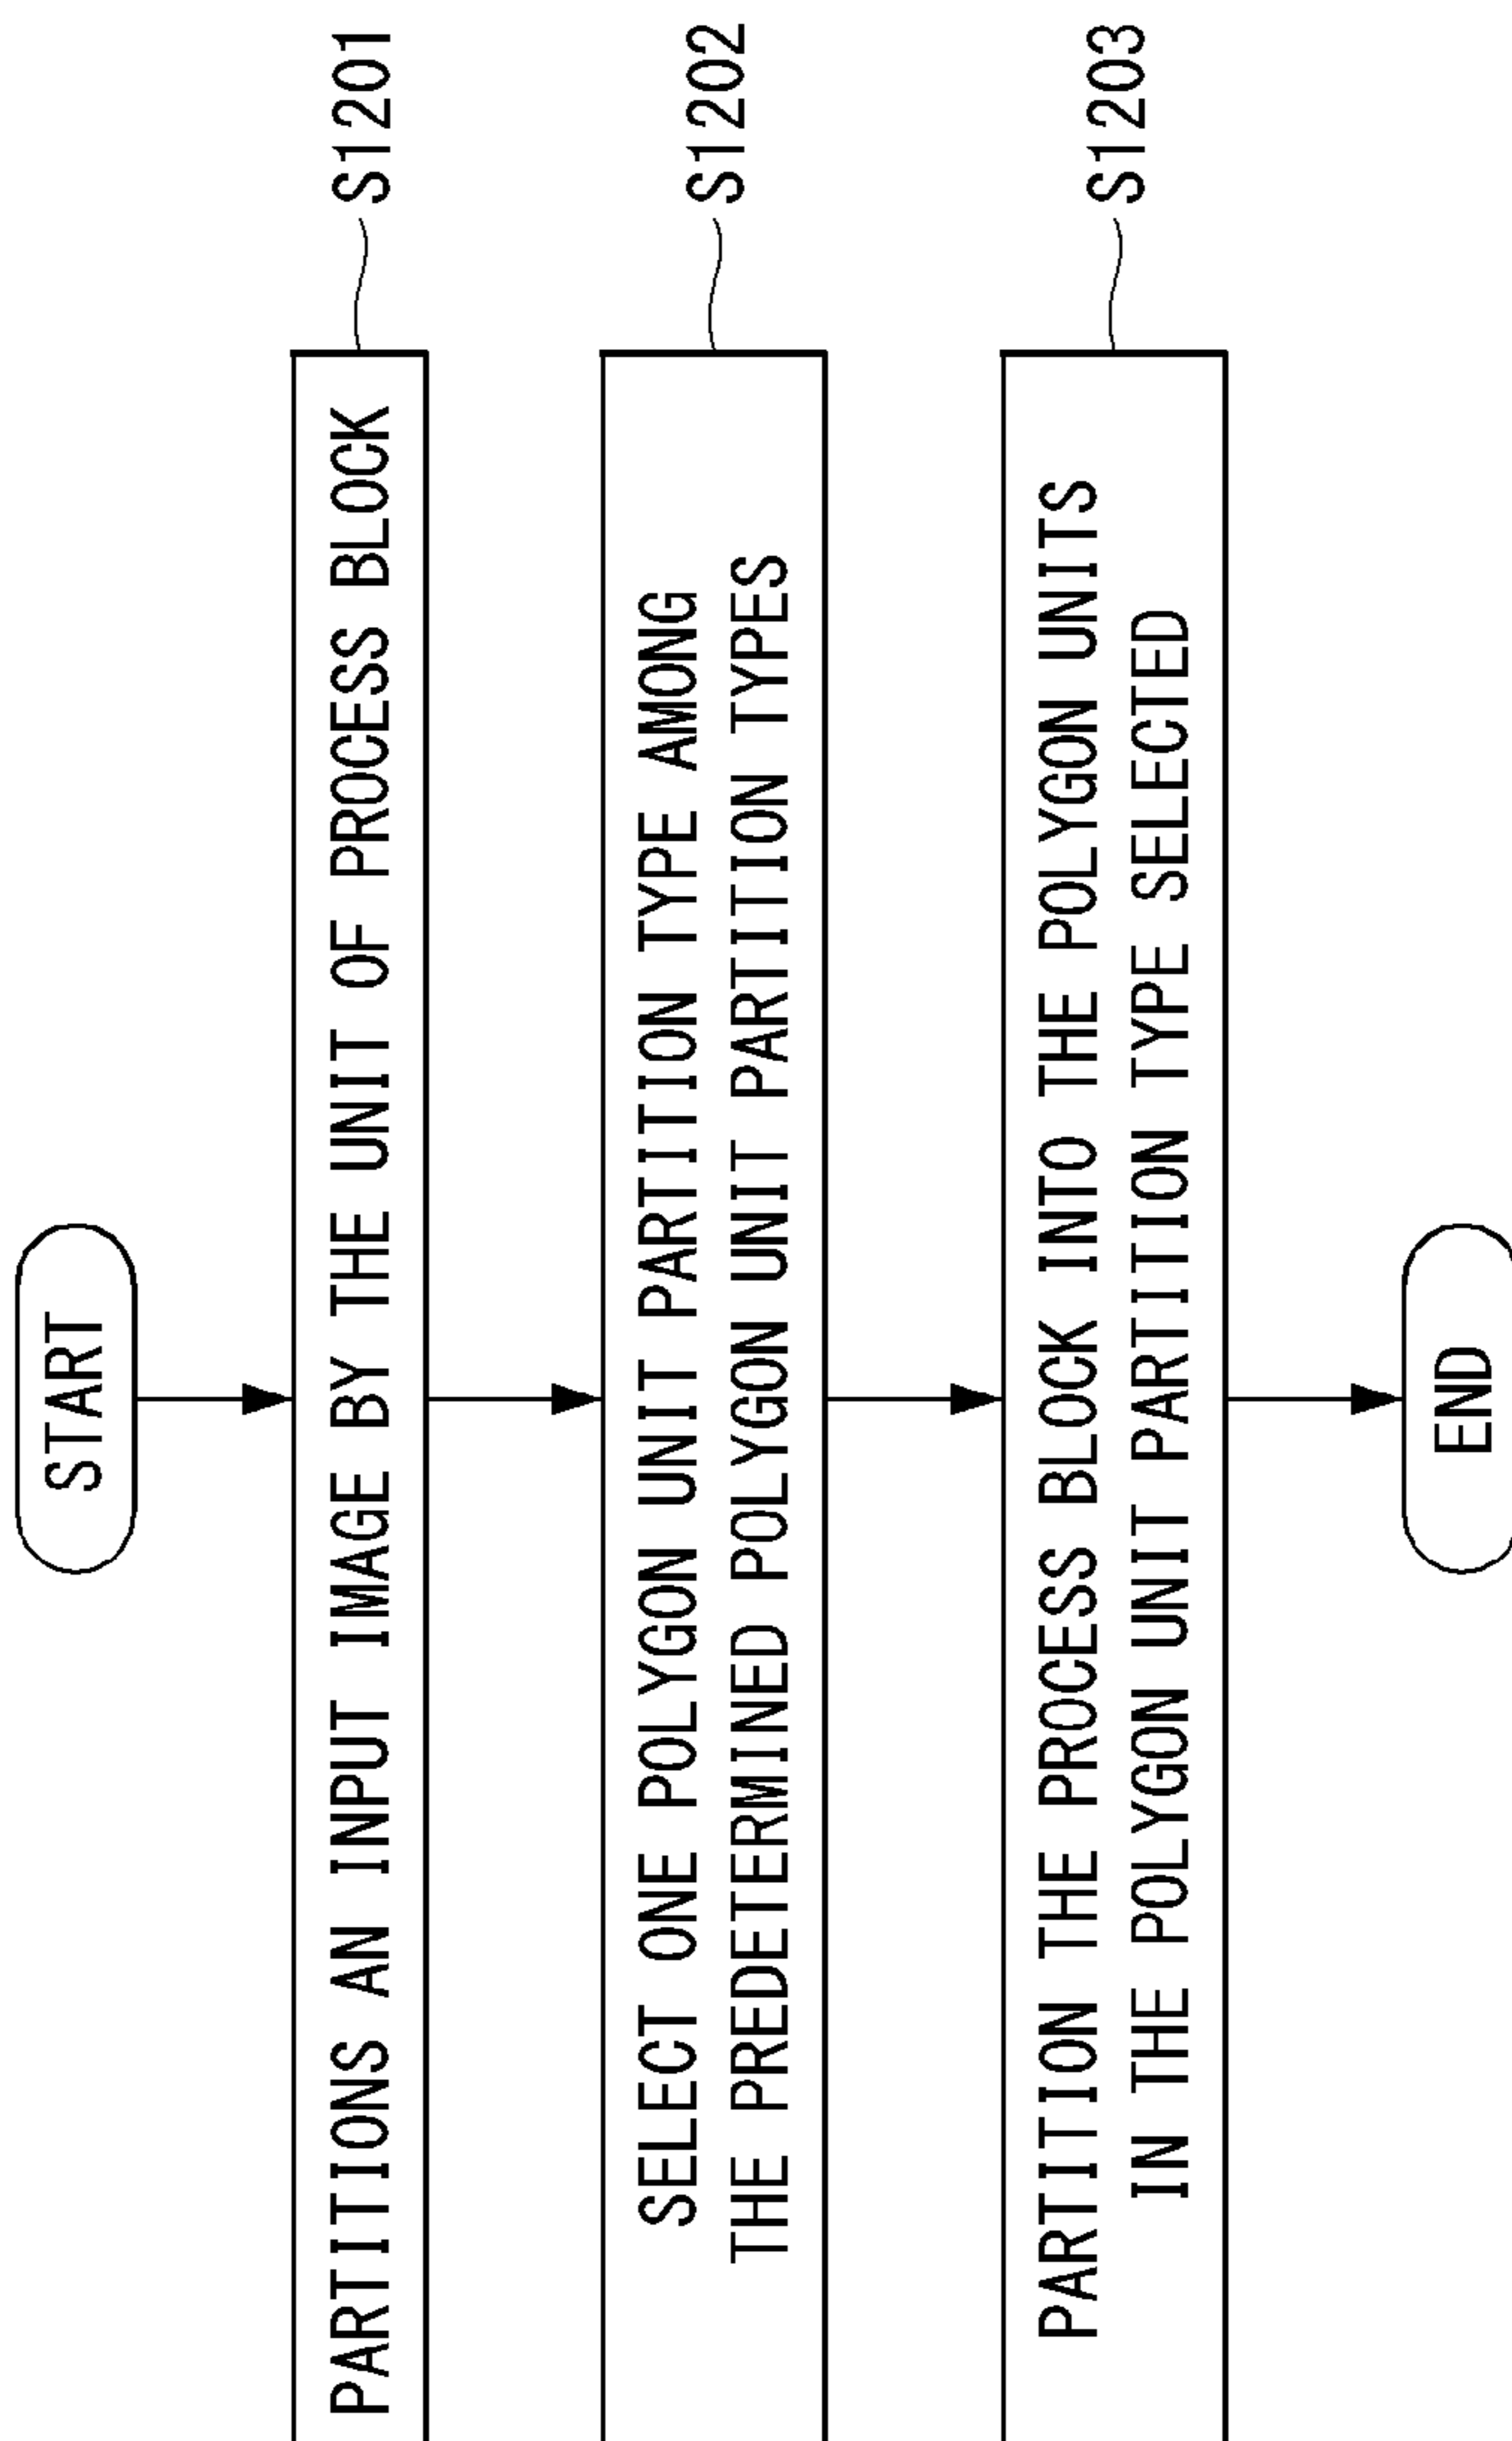 START
PARTITIONS AN INPUT IMAGE BY THE UNIT OF PROCESS BLOCK
S1201
SELECT ONE POLYGON UNIT PARTITION TYPE AMONG
THE PREDETERMINED POLYGON UNIT PARTITION TYPES
S1202
PARTITION THE PROCESS BLOCK INTO THE POLYGON UNITS
IN THE POLYGON UNIT PARTITION TYPE SELECTED
S1203
END